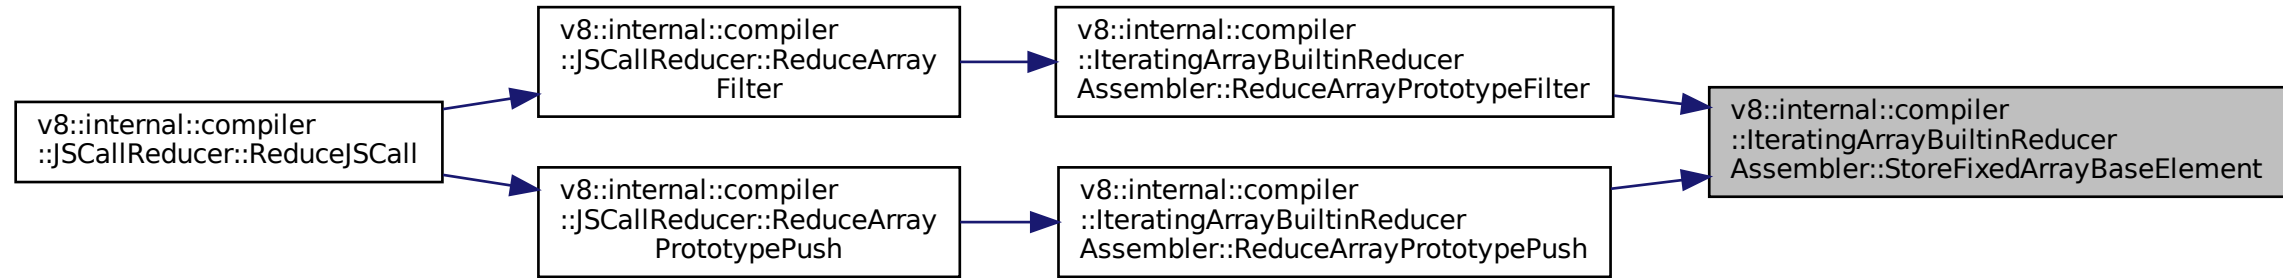 v8::internal::compiler
::JSCallReducer::ReduceJSCall
v8::internal::compiler
::JSCallReducer::ReduceArray
Filter
v8::internal::compiler
::IteratingArrayBuiltinReducer
Assembler::ReduceArrayPrototypeFilter
v8::internal::compiler
::IteratingArrayBuiltinReducer
Assembler::StoreFixedArrayBaseElement
v8::internal::compiler
::JSCallReducer::ReduceArray
PrototypePush
v8::internal::compiler
::IteratingArrayBuiltinReducer
Assembler::ReduceArrayPrototypePush